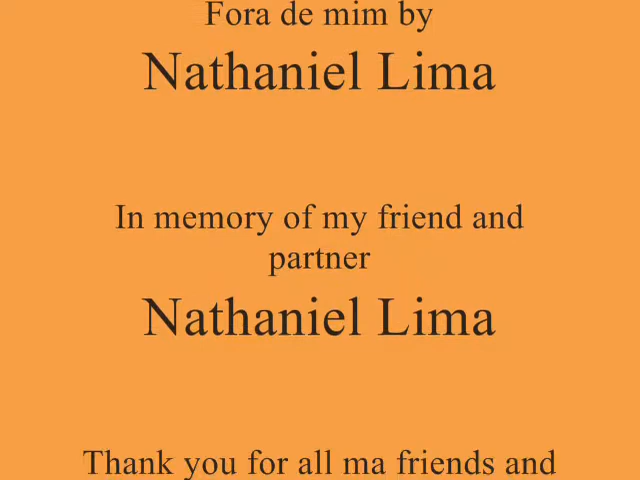 Fora de mim by
Nathaniel Lima
In memory of my friend and
partner
Nathaniel Lima
Thank you for all ma friends and